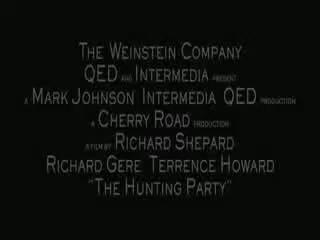 THE WEINSTEIN COMPANY
QED AND INTERMEDIA PRESENT
A MARK JOHNSON INTERMEDIA QED PRODUCTION
A CHERRY ROAD PRODUCTION
A FILM BY RICHARD SHEPARD
RICHARD GERE TERRENCE HOWARD
"THE HUNTING PARTY"